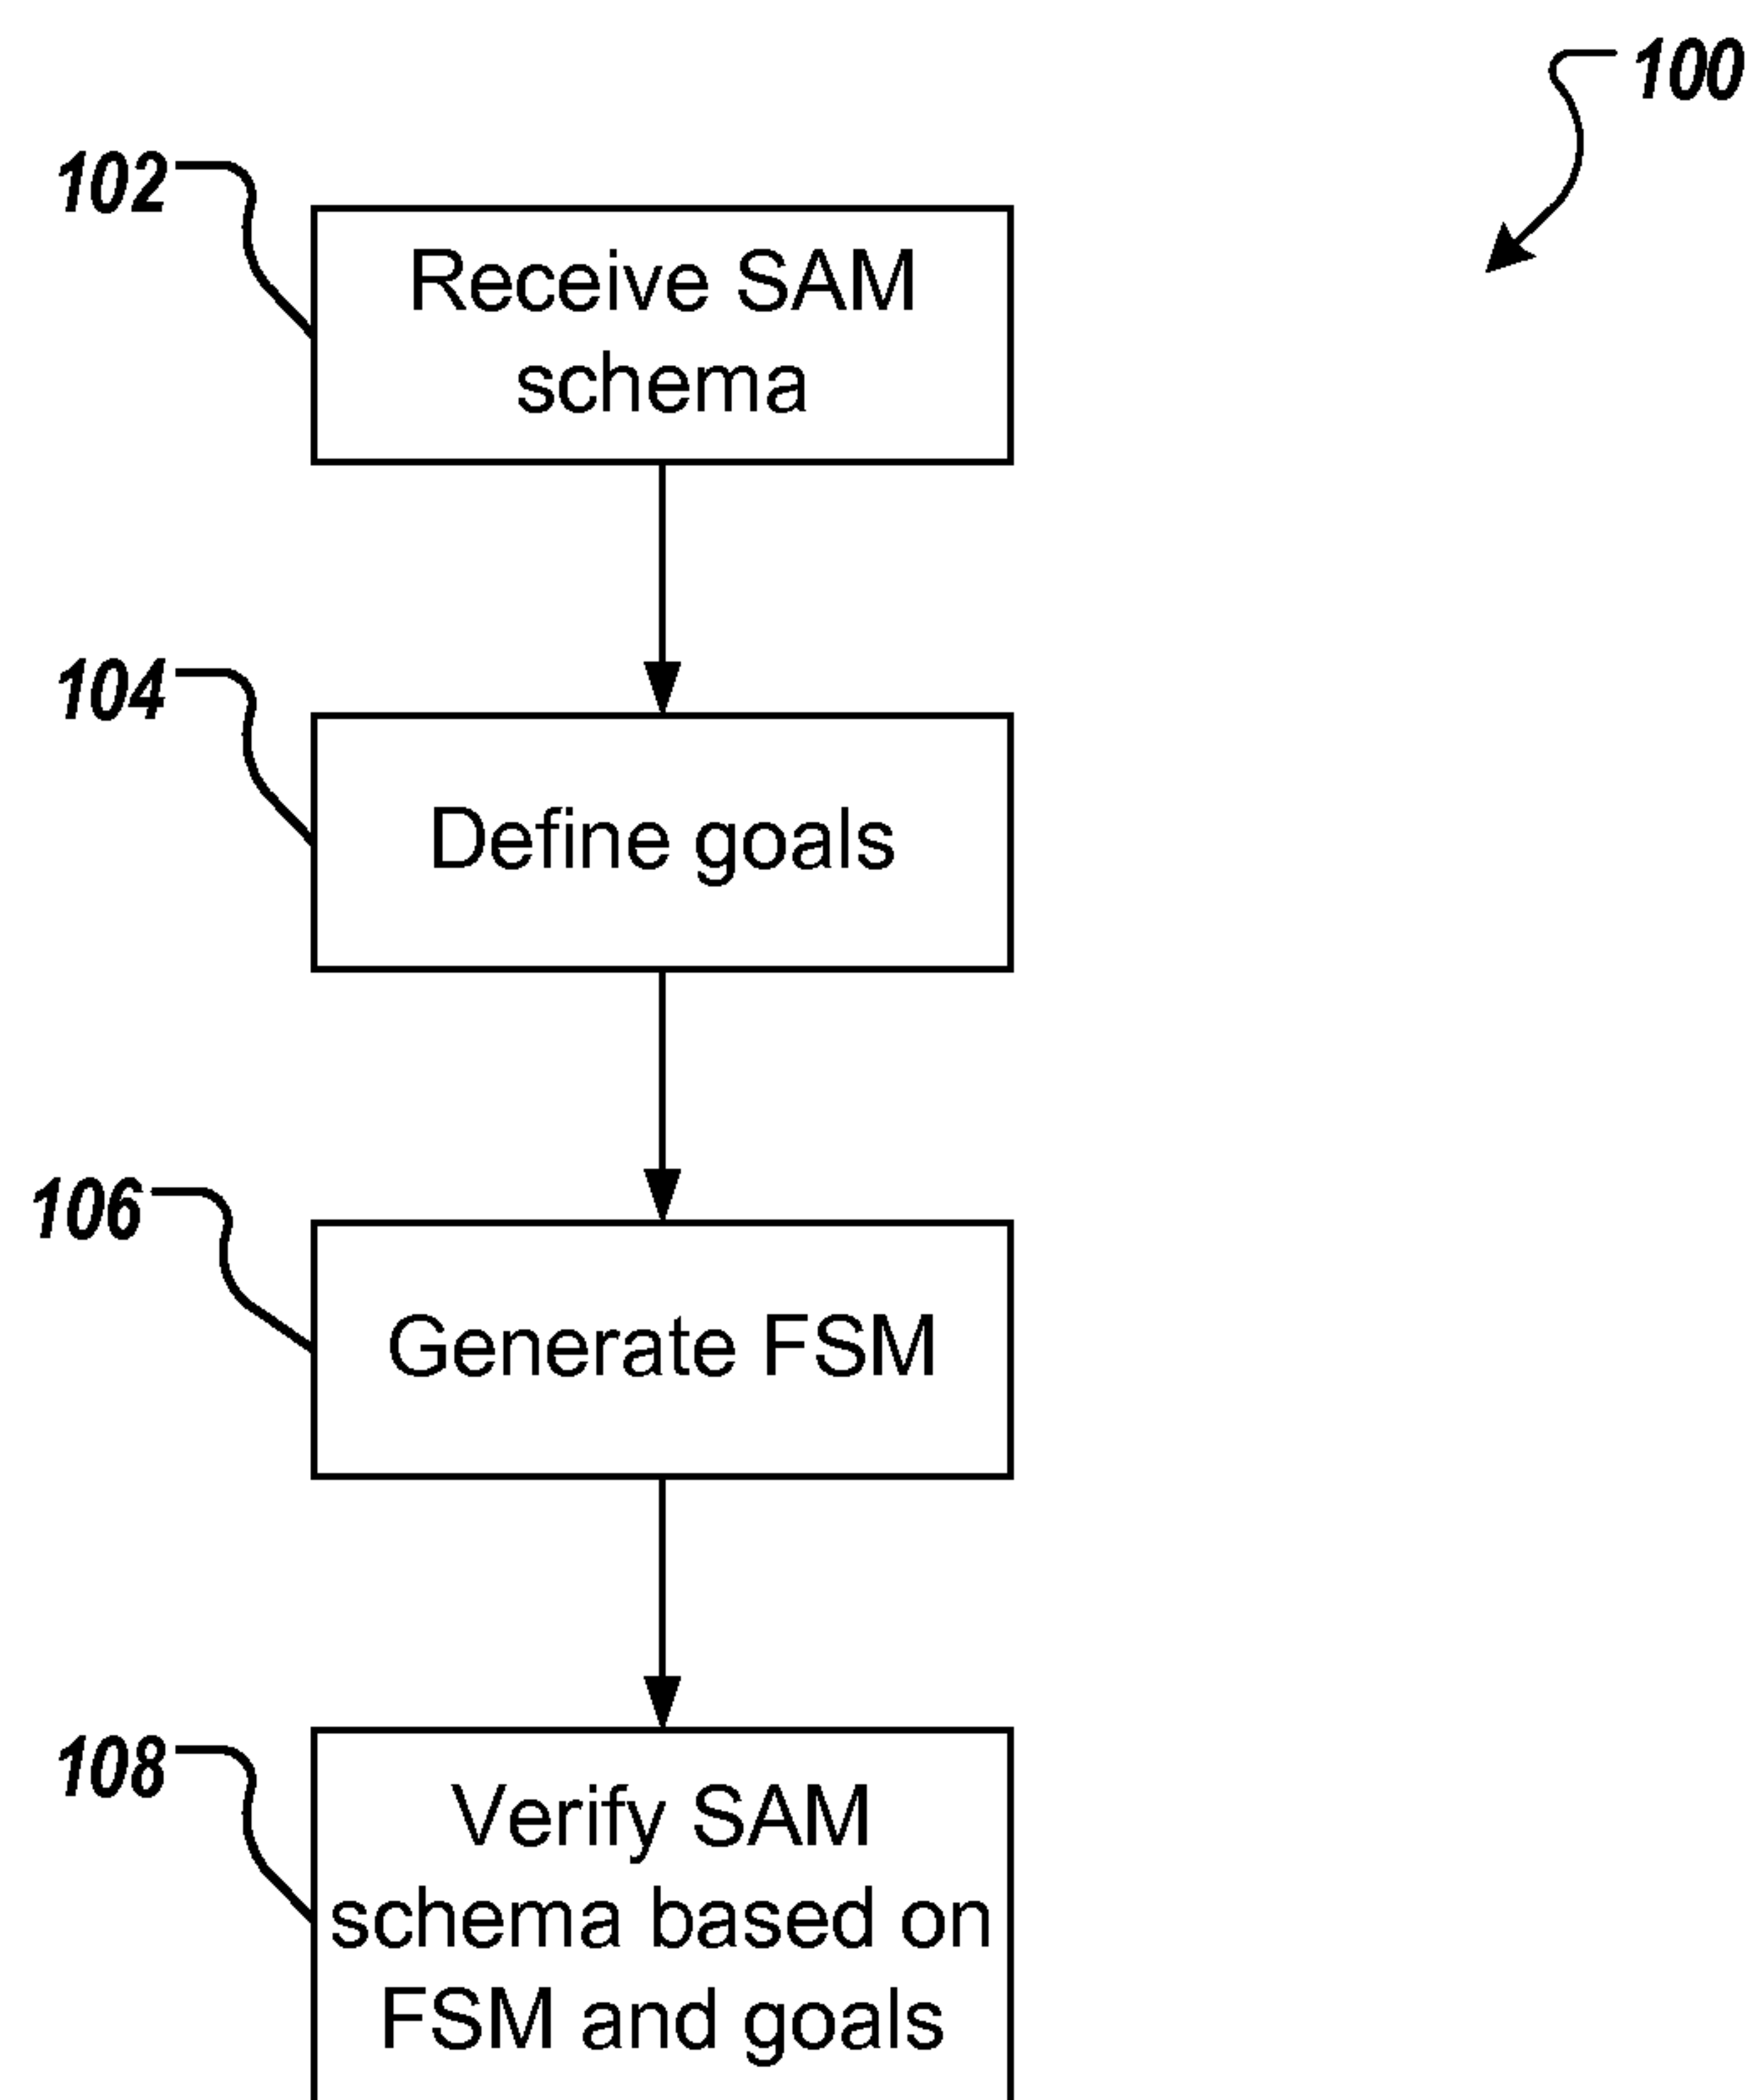 100
102
Receive SAM
schema
104
Define goals
106
Generate FSM
108
Verify SAM
schema based on
FSM and goals